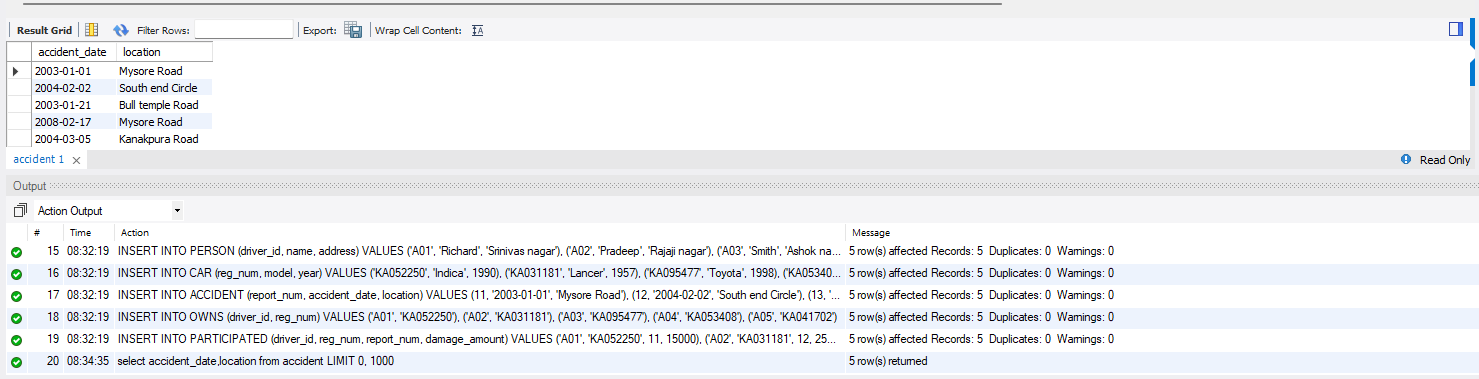 Result Grid Filter Rows: Export: Wrap Cell Content:
accident_date location
2003-01-01 Mysore Road
2004-02-02 South end Circle
2003-01-21 Bull temple Road
2008-02-17 Mysore Road
2004-03-05 Kanakpura Road
accident 1 Read Only
Output
Action Output
# Time Action Message
15 08:32:19 INSERT INTO PERSON (driver_id, name, address) VALUES ('A01', 'Richard', 'Srinivas nagar'), ('A02', 'Pradeep', 'Rajaji nagar'), ('A03', 'Smith', 'Ashok na... 5 row(s) affected Records: 5 Duplicates: 0 Warnings: 0
16 08:32:19 INSERT INTO CAR (reg_num, model, year) VALUES ('KA052250', 'Indica', 1990), ('KA031181', 'Lancer', 1957), ('KA095477', 'Toyota', 1998), ('KA05340... 5 row(s) affected Records: 5 Duplicates: 0 Warnings: 0
17 08:32:19 INSERT INTO ACCIDENT (report_num, accident_date, location) VALUES (11, '2003-01-01', 'Mysore Road'), (12, '2004-02-02', 'South end Circle'), (13, '... 5 row(s) affected Records: 5 Duplicates: 0 Warnings: 0
18 08:32:19 INSERT INTO OWNS (driver_id, reg_num) VALUES ('A01', 'KA052250'), ('A02', 'KA031181'), ('A03', 'KA095477'), ('A04', 'KA053408'), ('A05', 'KA041702') 5 row(s) affected Records: 5 Duplicates: 0 Warnings: 0
19 08:32:19 INSERT INTO PARTICIPATED (driver_id, reg_num, report_num, damage_amount) VALUES ('A01', 'KA052250', 11, 15000), ('A02', 'KA031181', 12, 25... 5 row(s) affected Records: 5 Duplicates: 0 Warnings: 0
20 08:34:35 select accident_date,location from accident LIMIT 0, 1000 5 row(s) returned